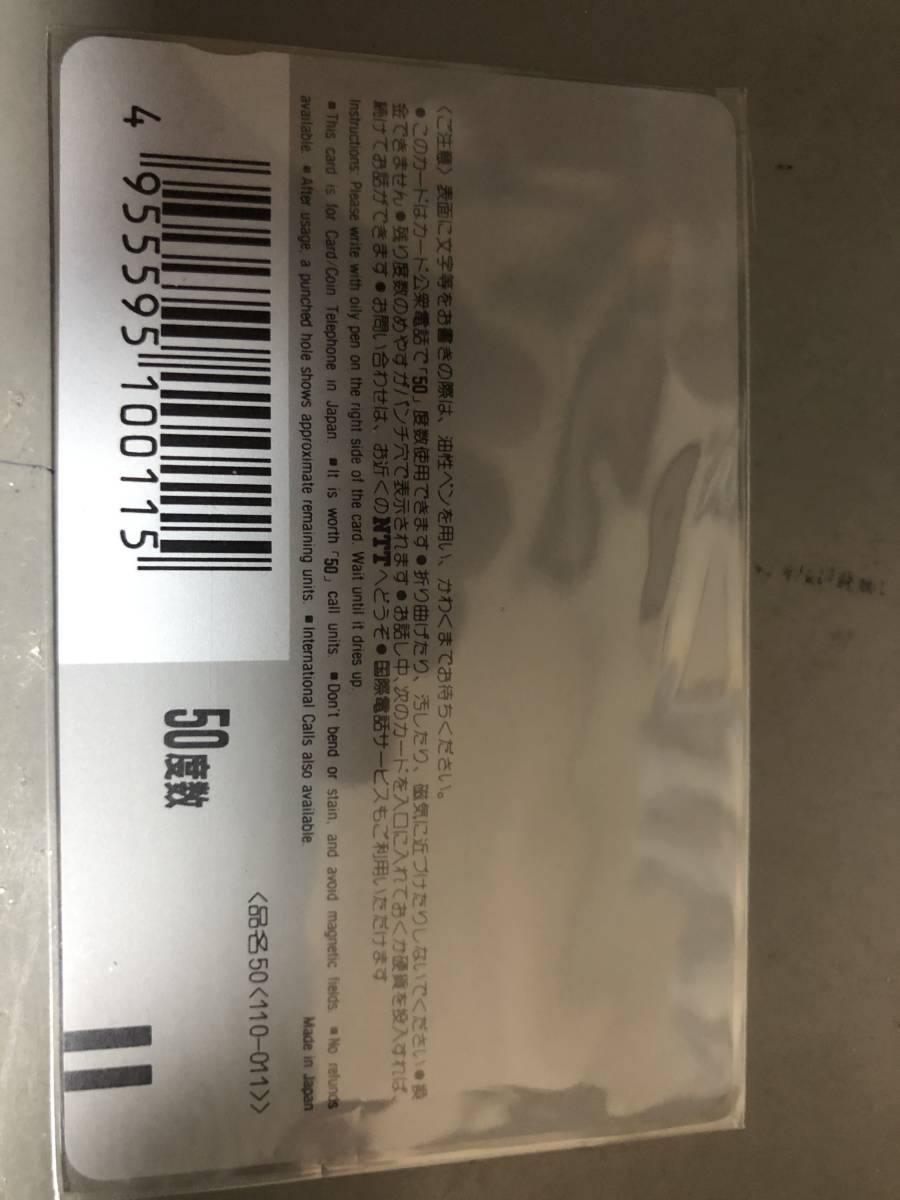 〈ご注意〉表面に文字等をお書きの際は、油性ペンを用い、かわくまでお待ちください。
●このカードはカード公衆電話で「50」度数使用できます●折り曲げたり、汚したり、磁気に近づけたりしないでください●換
金できません●残り度数のめやすがパンチ穴で表示されます●お話し中、次のカードを入口に入れておくか硬貨を投入すれば、
続けてお話ができます●お問い合わせは、お近くのNTTへどうぞ●国際電話サービスもご利用いただけます
Instructions: Please write with oily pen on the right side of the card. Wait until it dries up.
■This card is for Card/Coin Telephone in Japan. ■It is worth「50」call units. ■Don't bend or stain, and avoid magnetic fields. ■No refunds
available. ■After usage, a punched hole shows approximate remaining units. ■International Calls also available.
Made in Japan
〈品名50〈110-011〉〉
50度数
4 955595 100115